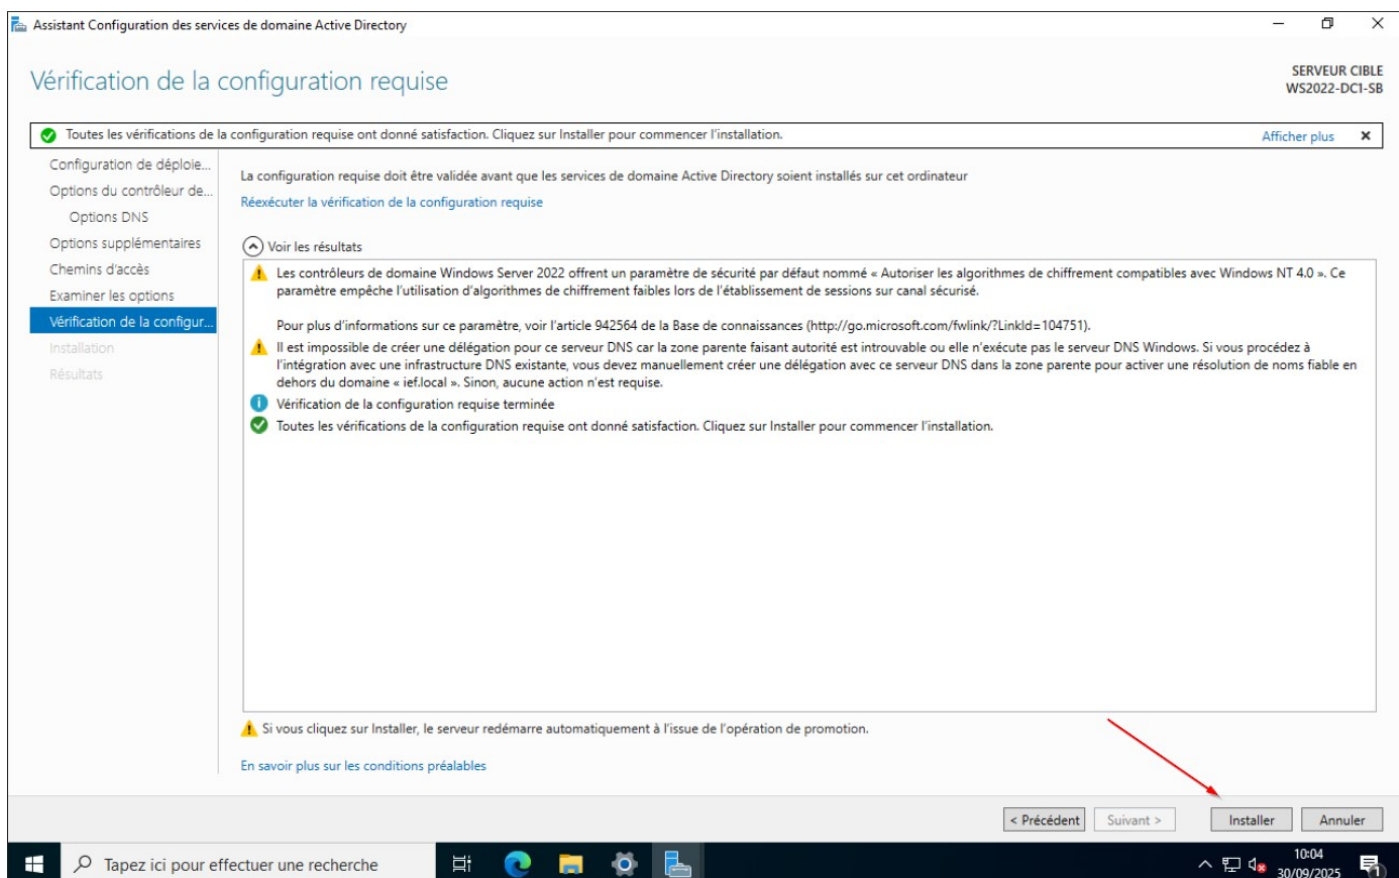 Assistant Configuration des services de domaine Active Directory
Vérification de la configuration requise
SERVEUR CIBLE
WS2022-DC1-SB
Toutes les vérifications de la configuration requise ont donné satisfaction. Cliquez sur Installer pour commencer l'installation.
Afficher plus
Configuration de déploie...
Options du contrôleur de...
Options DNS
Options supplémentaires
Chemins d'accès
Examiner les options
Vérification de la configur...
Installation
Résultats
La configuration requise doit être validée avant que les services de domaine Active Directory soient installés sur cet ordinateur
Réexécuter la vérification de la configuration requise
Voir les résultats
Les contrôleurs de domaine Windows Server 2022 offrent un paramètre de sécurité par défaut nommé « Autoriser les algorithmes de chiffrement compatibles avec Windows NT 4.0 ». Ce
paramètre empêche l'utilisation d'algorithmes de chiffrement faibles lors de l'établissement de sessions sur canal sécurisé.
Pour plus d'informations sur ce paramètre, voir l'article 942564 de la Base de connaissances (http://go.microsoft.com/fwlink/?LinkId=104751).
Il est impossible de créer une délégation pour ce serveur DNS car la zone parente faisant autorité est introuvable ou elle n'exécute pas le serveur DNS Windows. Si vous procédez à
l'intégration avec une infrastructure DNS existante, vous devez manuellement créer une délégation avec ce serveur DNS dans la zone parente pour activer une résolution de noms fiable en
dehors du domaine « ief.local ». Sinon, aucune action n'est requise.
Vérification de la configuration requise terminée
Toutes les vérifications de la configuration requise ont donné satisfaction. Cliquez sur Installer pour commencer l'installation.
Si vous cliquez sur Installer, le serveur redémarre automatiquement à l'issue de l'opération de promotion.
En savoir plus sur les conditions préalables
< Précédent
Suivant >
Installer
Annuler
Tapez ici pour effectuer une recherche
10:04
30/09/2025
1